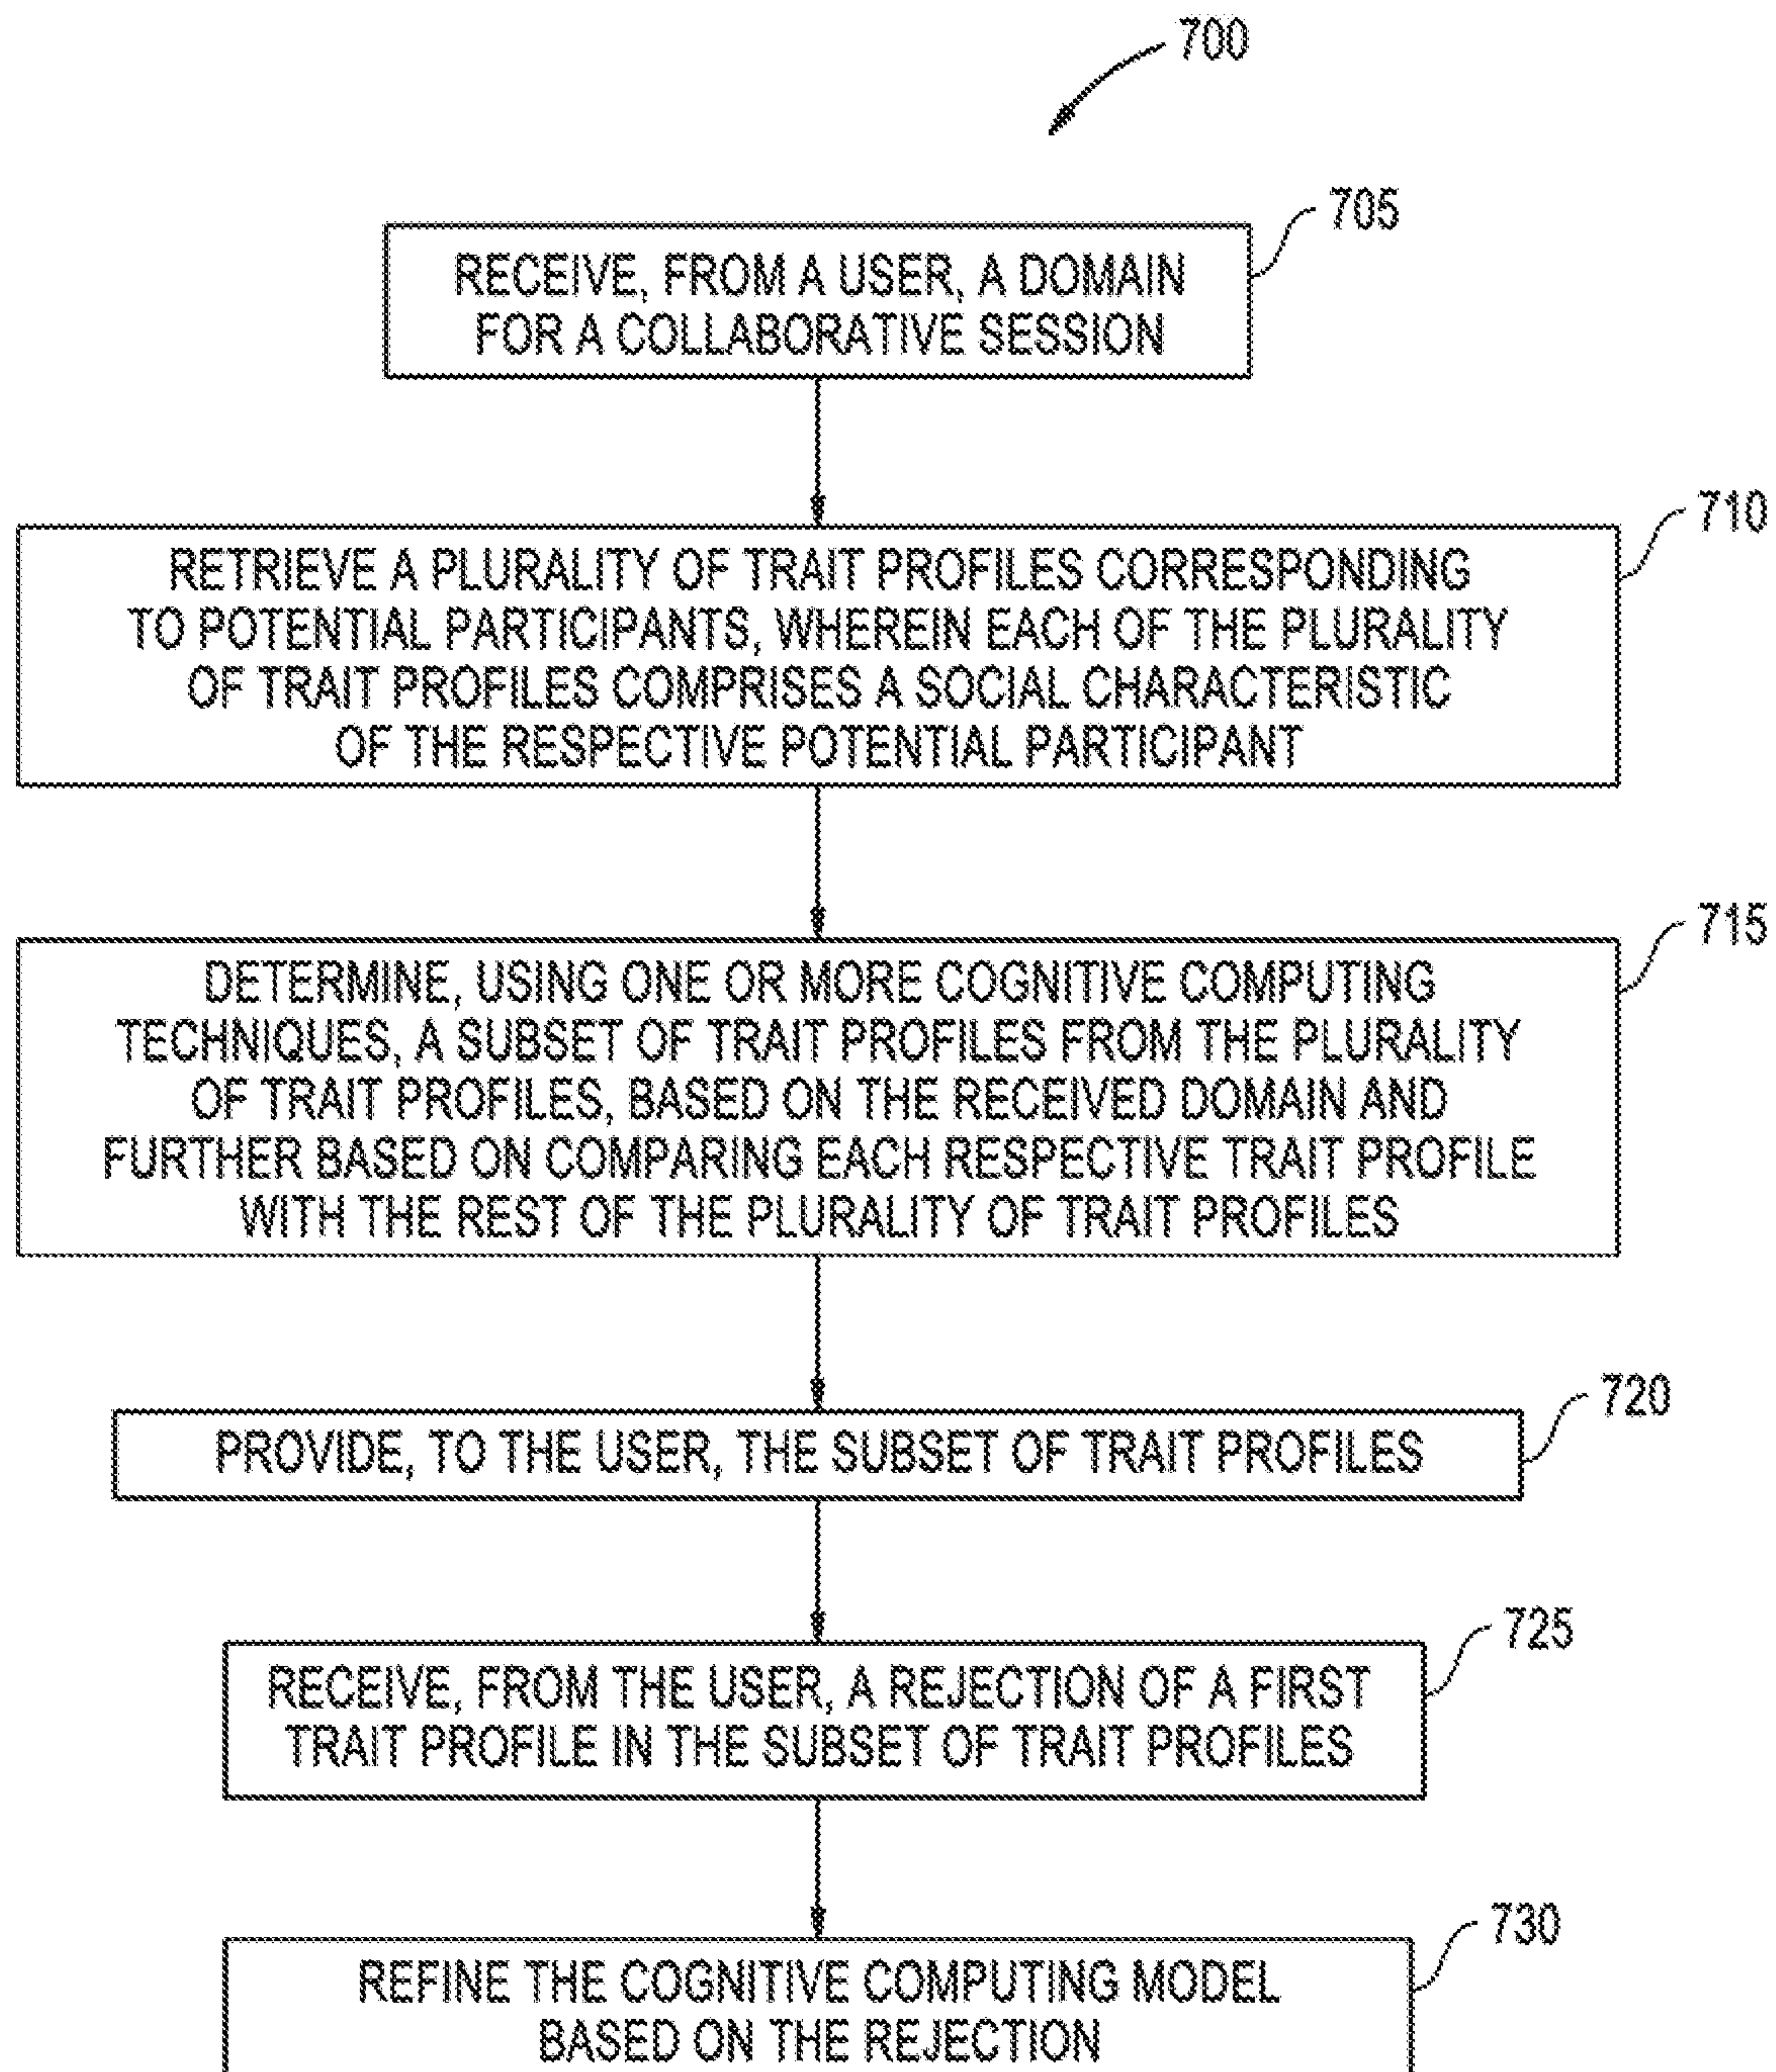 700
705
RECEIVE, FROM A USER, A DOMAIN
FOR A COLLABORATIVE SESSION
710
RETRIEVE A PLURALITY OF TRAIT PROFILES CORRESPONDING
TO POTENTIAL PARTICIPANTS, WHEREIN EACH OF THE PLURALITY
OF TRAIT PROFILES COMPRISES A SOCIAL CHARACTERISTIC
OF THE RESPECTIVE POTENTIAL PARTICIPANT
715
DETERMINE, USING ONE OR MORE COGNITIVE COMPUTING
TECHNIQUES, A SUBSET OF TRAIT PROFILES FROM THE PLURALITY
OF TRAIT PROFILES, BASED ON THE RECEIVED DOMAIN AND
FURTHER BASED ON COMPARING EACH RESPECTIVE TRAIT PROFILE
WITH THE REST OF THE PLURALITY OF TRAIT PROFILES
720
PROVIDE, TO THE USER, THE SUBSET OF TRAIT PROFILES
725
RECEIVE, FROM THE USER, A REJECTION OF A FIRST
TRAIT PROFILE IN THE SUBSET OF TRAIT PROFILES
730
REFINE THE COGNITIVE COMPUTING MODEL
BASED ON THE REJECTION